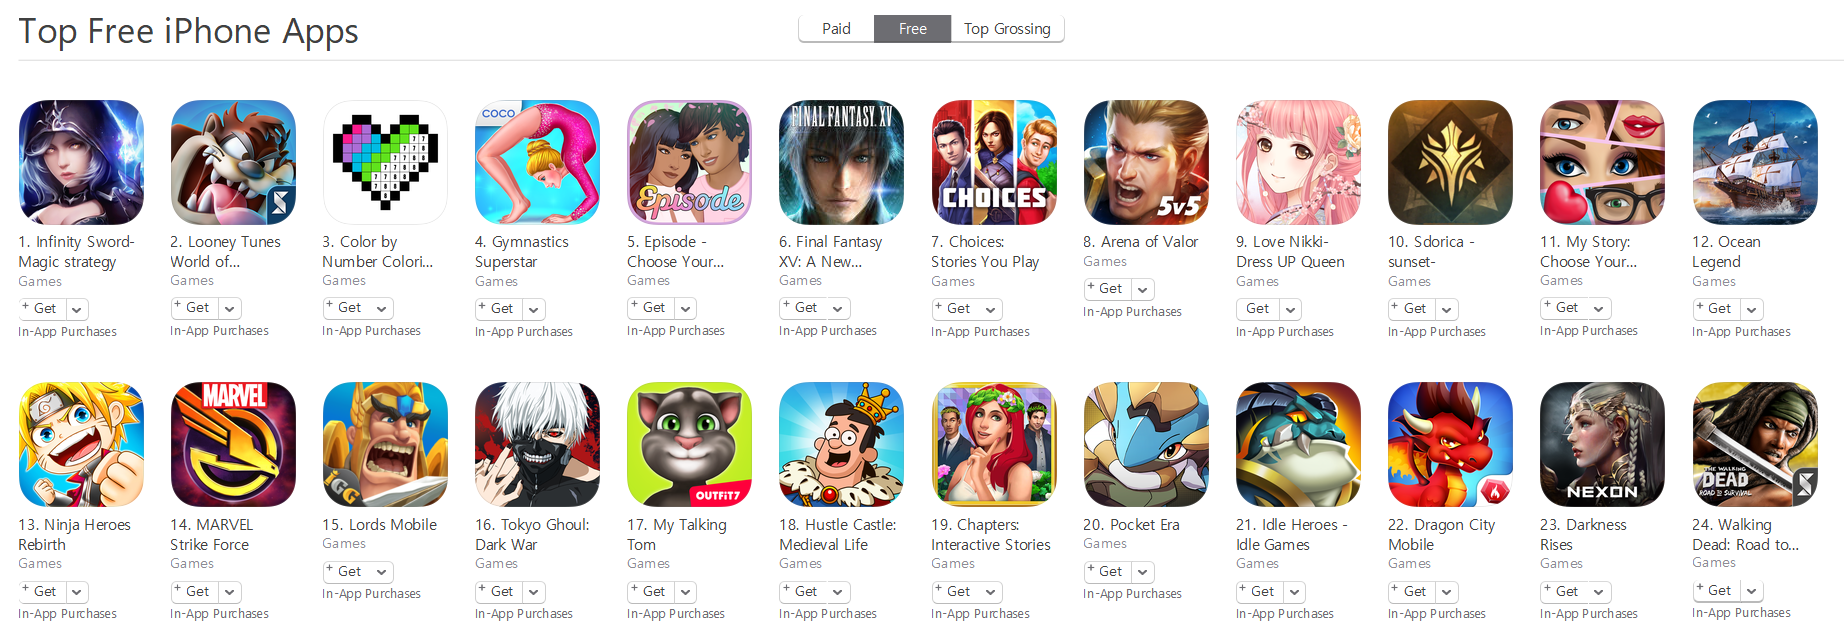 Top Free iPhone Apps
Paid Free Top Grossing
COCO
Episode
FINAL FANTASY XV
CHOICES
5v5
1. Infinity Sword-
Magic strategy
Games
+ Get
In-App Purchases
2. Looney Tunes
World of...
Games
+ Get
In-App Purchases
3. Color by
Number Colori...
Games
+ Get
In-App Purchases
4. Gymnastics
Superstar
Games
+ Get
In-App Purchases
5. Episode -
Choose Your...
Games
+ Get
In-App Purchases
6. Final Fantasy
XV: A New...
Games
+ Get
In-App Purchases
7. Choices:
Stories You Play
Games
+ Get
In-App Purchases
8. Arena of Valor
Games
+ Get
In-App Purchases
9. Love Nikki-
Dress UP Queen
Games
Get
In-App Purchases
10. Sdorica -
sunset-
Games
+ Get
In-App Purchases
11. My Story:
Choose Your...
Games
+ Get
In-App Purchases
12. Ocean
Legend
Games
+ Get
In-App Purchases
MARVEL
IGG
OUTFIT7
NEXON
THE WALKING
DEAD
ROAD TO SURVIVAL
13. Ninja Heroes
Rebirth
Games
+ Get
In-App Purchases
14. MARVEL
Strike Force
Games
+ Get
In-App Purchases
15. Lords Mobile
Games
+ Get
In-App Purchases
16. Tokyo Ghoul:
Dark War
Games
+ Get
In-App Purchases
17. My Talking
Tom
Games
+ Get
In-App Purchases
18. Hustle Castle:
Medieval Life
Games
+ Get
In-App Purchases
19. Chapters:
Interactive Stories
Games
+ Get
In-App Purchases
20. Pocket Era
Games
+ Get
In-App Purchases
21. Idle Heroes -
Idle Games
Games
+ Get
In-App Purchases
22. Dragon City
Mobile
Games
+ Get
In-App Purchases
23. Darkness
Rises
Games
+ Get
In-App Purchases
24. Walking
Dead: Road to...
Games
+ Get
In-App Purchases